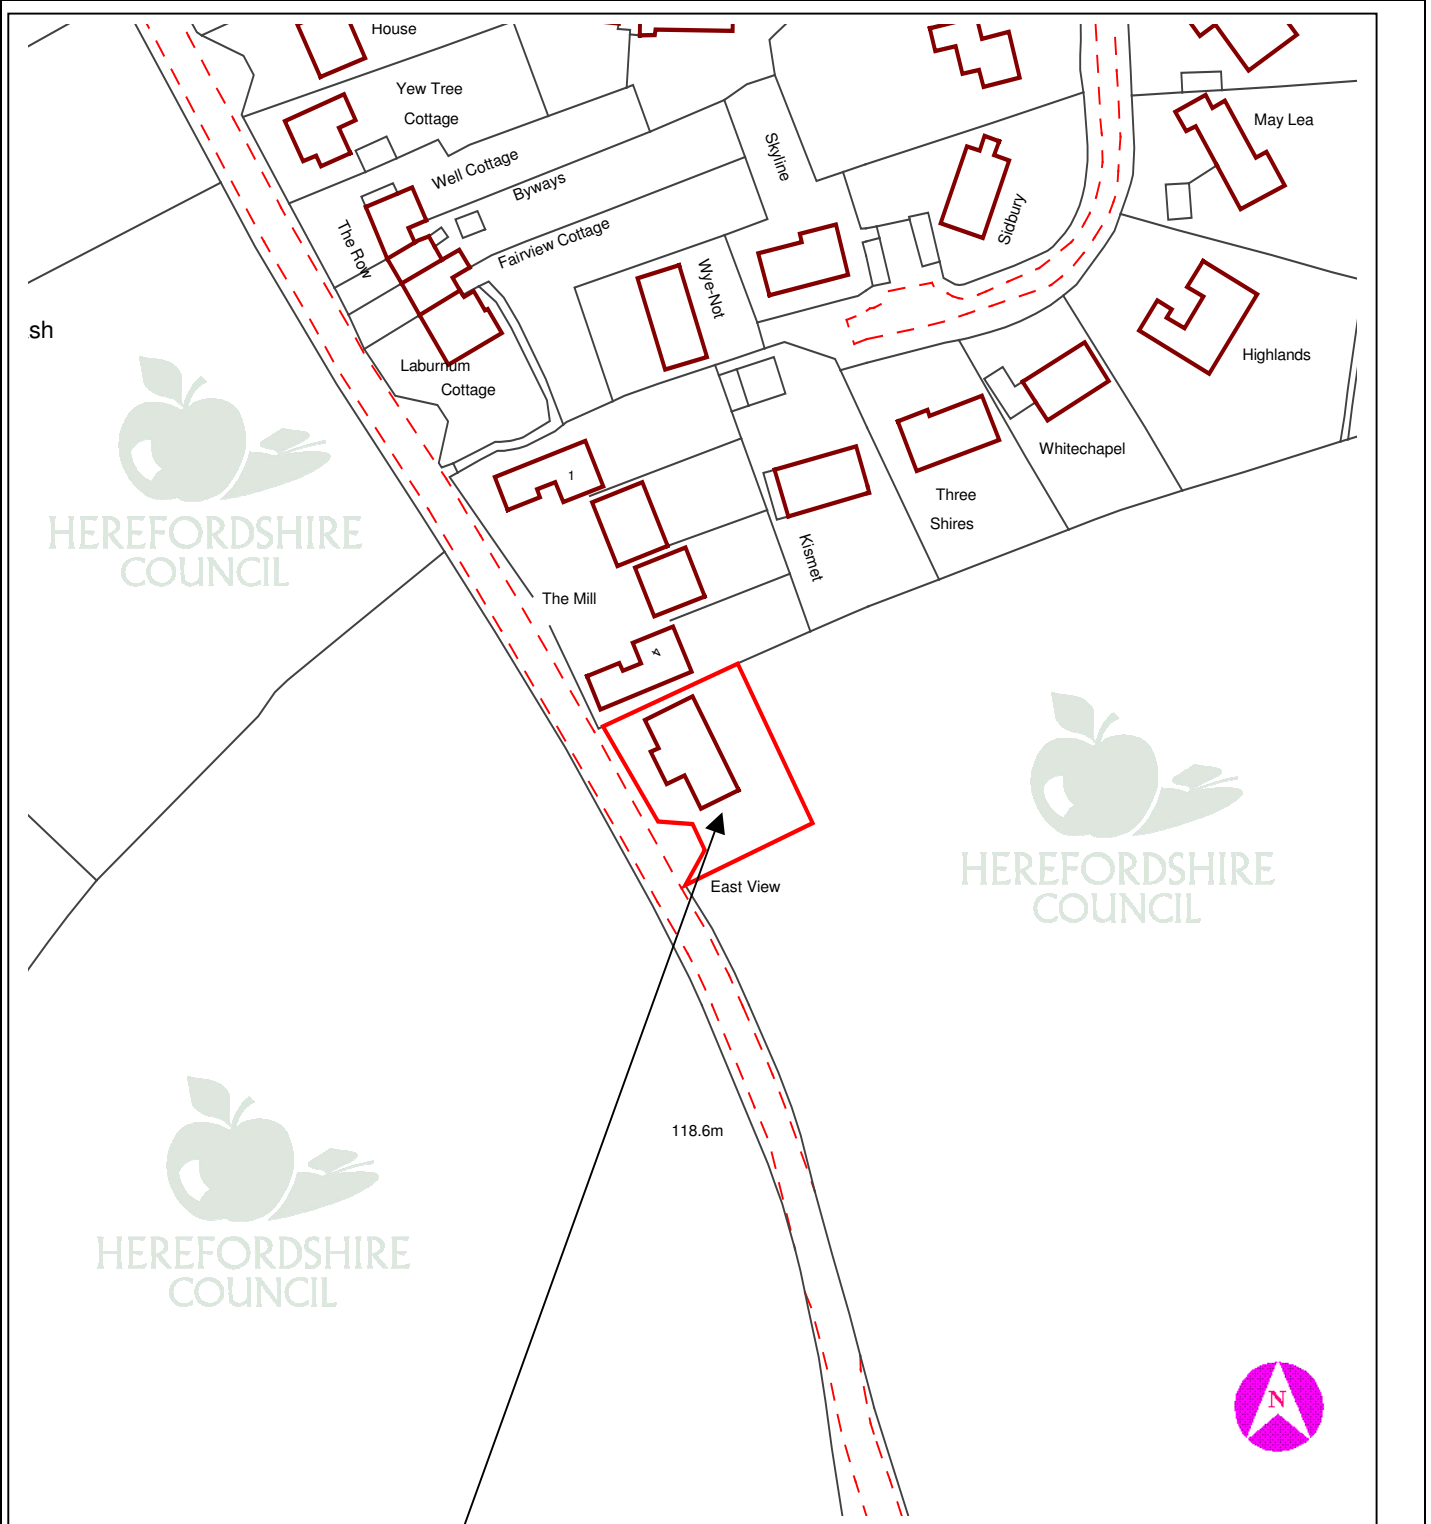 House
Yew Tree
Cottage
May Lea
Skyline
Well Cottage
Byways
The Row
Fairview Cottage
Sidbury
Wye-Not
sh
Highlands
Laburnum
Cottage
Whitechapel
1
Three
Shires
HEREFORDSHIRE
COUNCIL
Kismet
The Mill
4
HEREFORDSHIRE
COUNCIL
East View
118.6m
HEREFORDSHIRE
COUNCIL
N